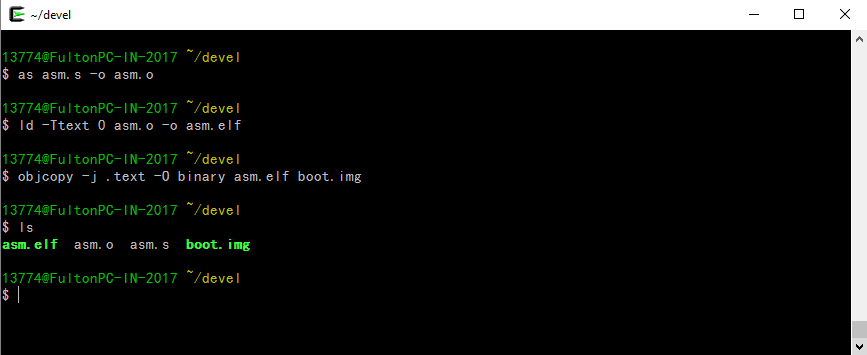 ~/devel
13774@FultonPC-IN-2017 ~/devel
$ as asm.s -o asm.o
13774@FultonPC-IN-2017 ~/devel
$ ld -Ttext 0 asm.o -o asm.elf
13774@FultonPC-IN-2017 ~/devel
$ objcopy -j .text -O binary asm.elf boot.img
13774@FultonPC-IN-2017 ~/devel
$ ls
asm.elf  asm.o  asm.s  boot.img
13774@FultonPC-IN-2017 ~/devel
$